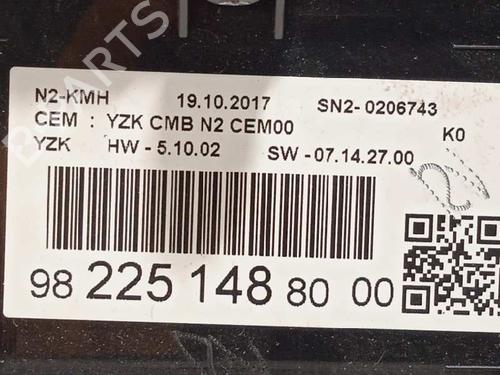 PARTS
N2-KMH 19.10.2017 SN2- 0206743
CEM : YZK CMB N2 CEM00 K0
YZK HW - 5.10.02 SW - 07.14.27.00
98 225 148 80 00